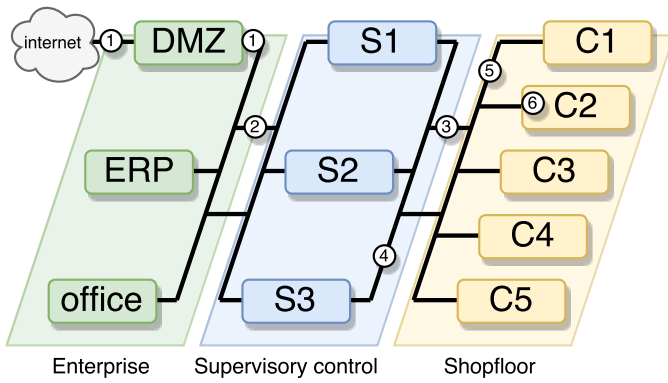 internet
1
DMZ
1
S1
C1
5
6
C2
2
3
ERP
S2
C3
C4
4
office
S3
C5
Enterprise
Supervisory control
Shopfloor